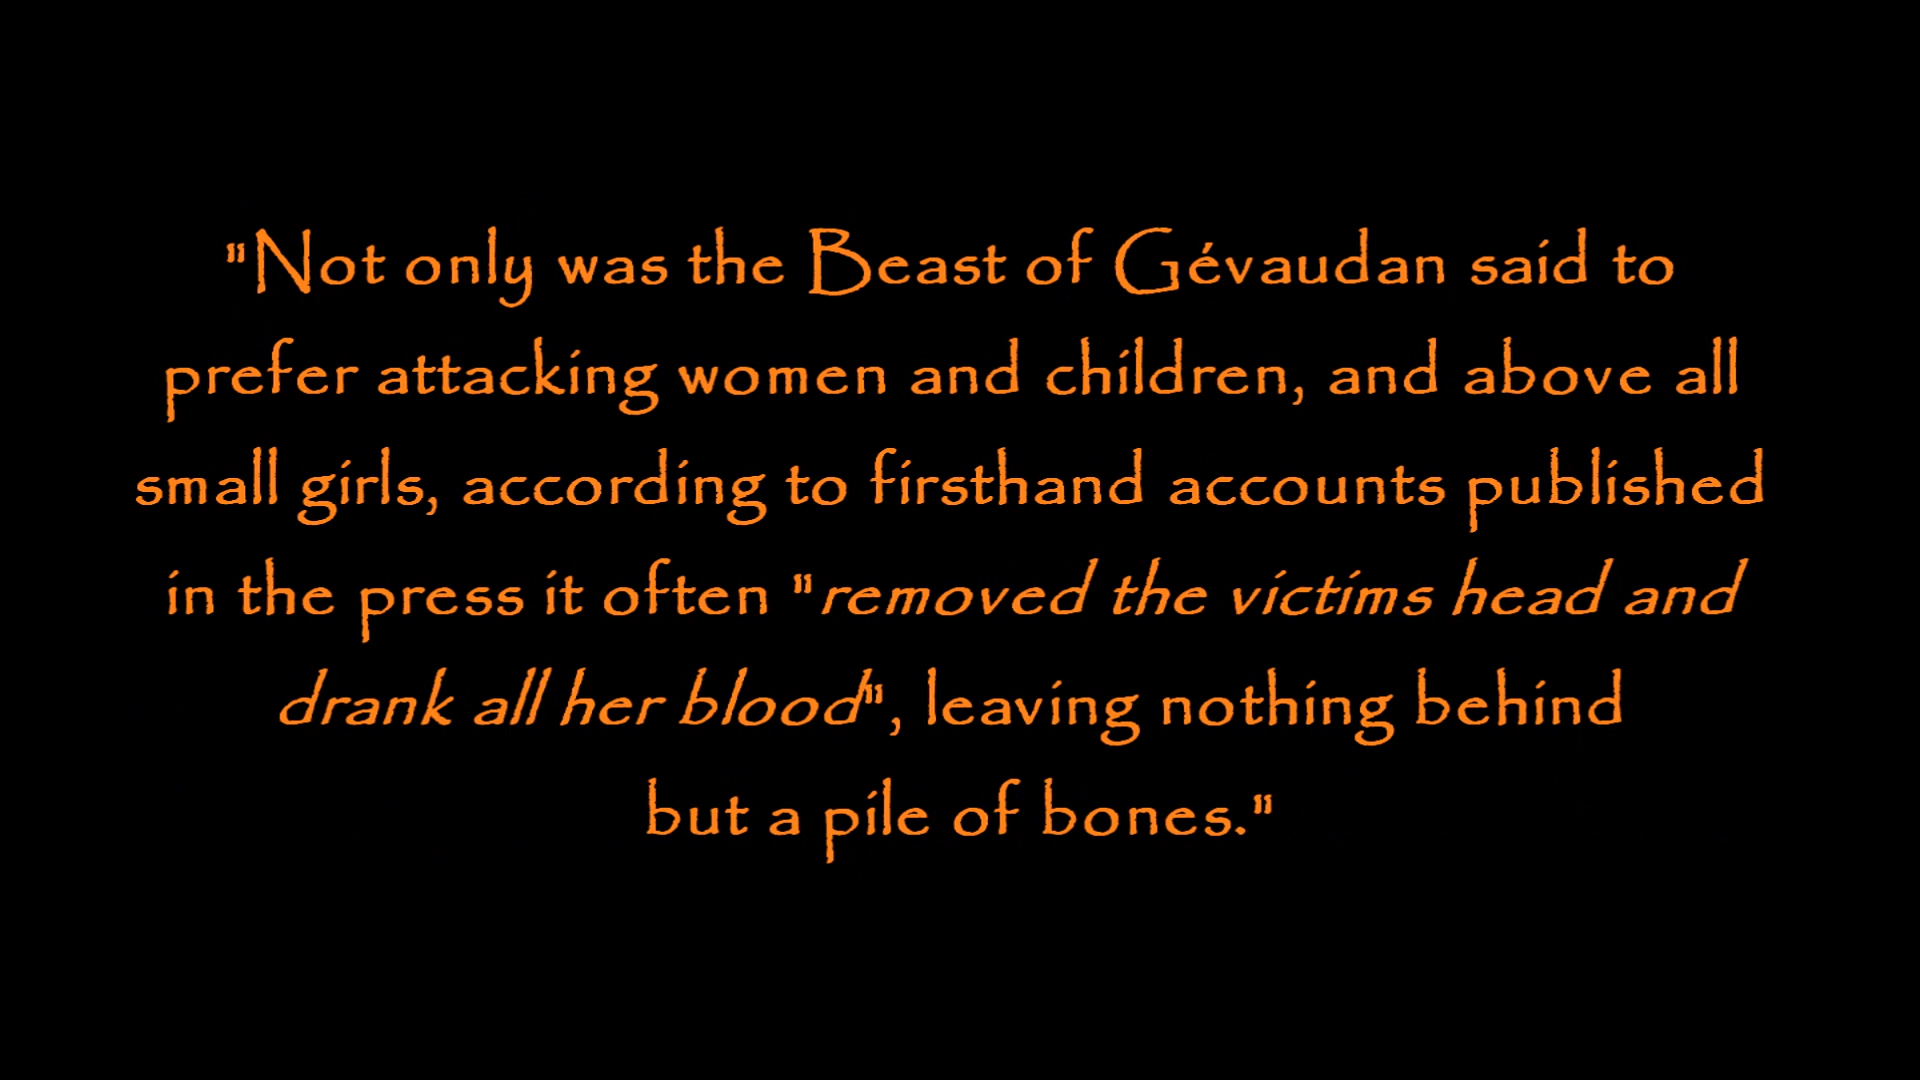 "Not only was the Beast of Gévaudan said to
prefer attacking women and children, and above all
small girls, according to firsthand accounts published
in the press it often "removed the victims head and
drank all her blood", leaving nothing behind
but a pile of bones."